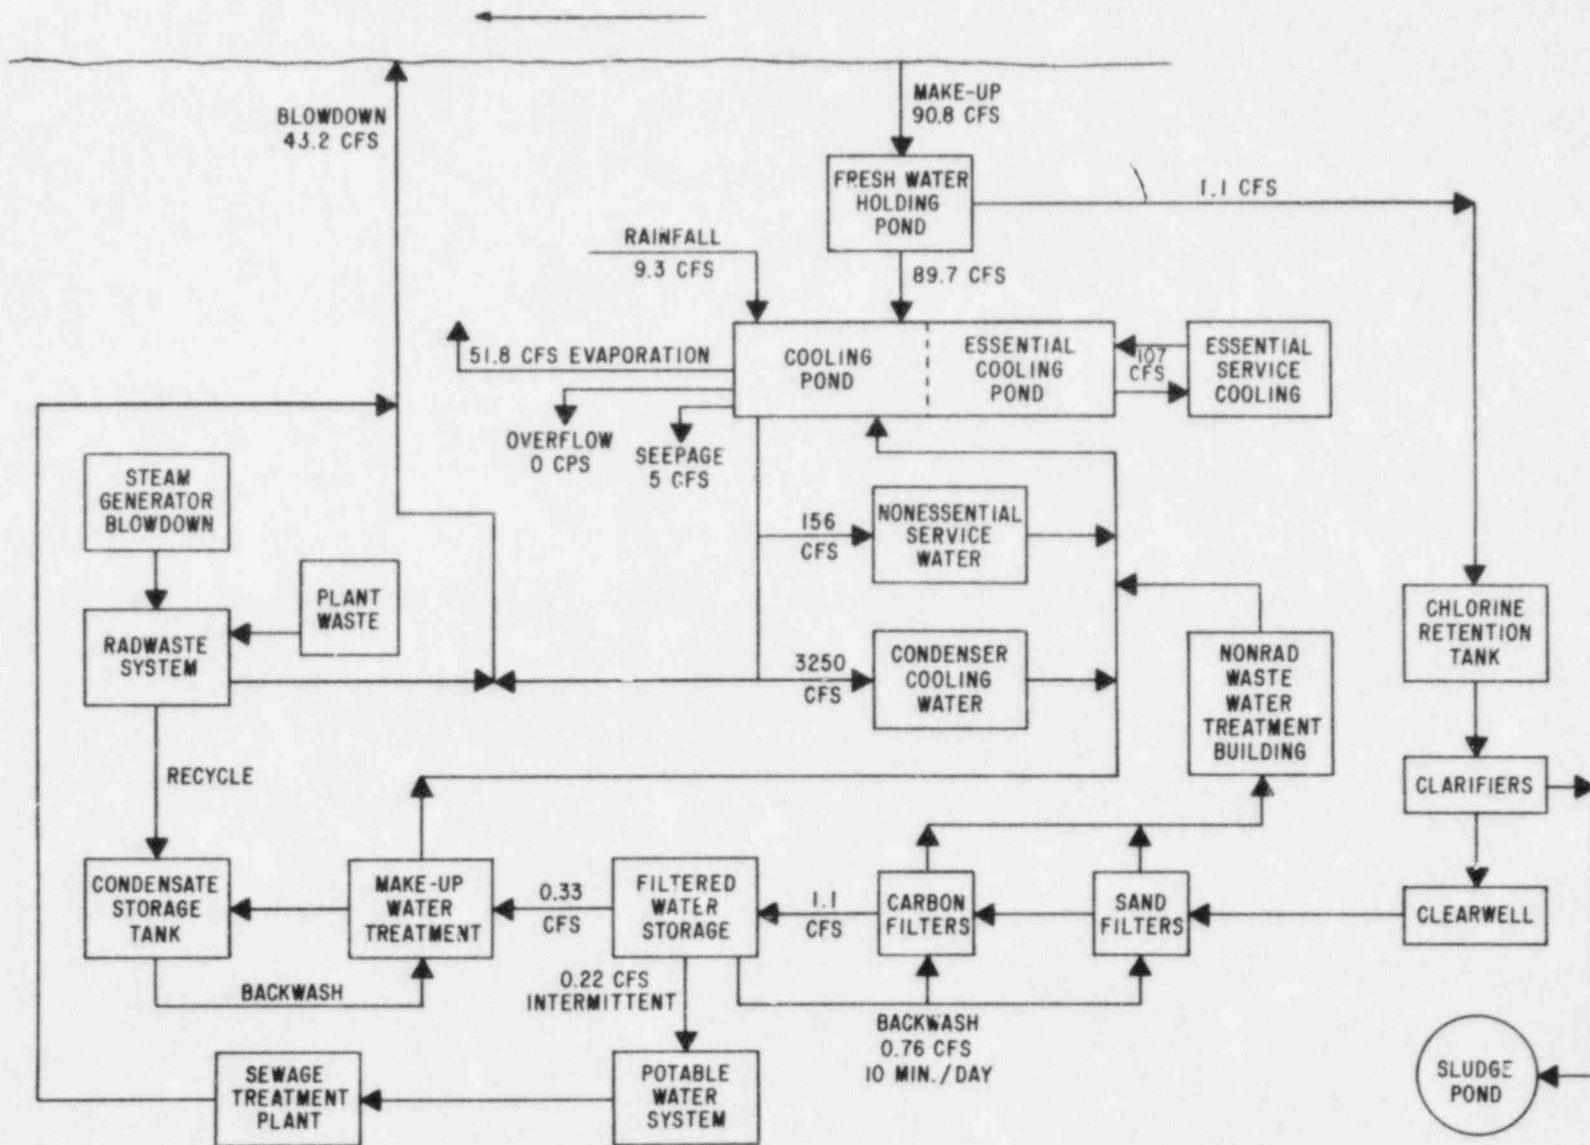 BLOWDOWN
43.2 CFS
MAKE-UP
90.8 CFS
FRESH WATER
HOLDING
POND
1.1 CFS
RAINFALL
9.3 CFS
89.7 CFS
51.8 CFS EVAPORATION
COOLING
POND
ESSENTIAL
COOLING
POND
107
CFS
ESSENTIAL
SERVICE
COOLING
OVERFLOW
0 CPS
SEEPAGE
5 CFS
STEAM
GENERATOR
BLOWDOWN
156
CFS
NONESSENTIAL
SERVICE
WATER
PLANT
WASTE
RADWASTE
SYSTEM
3250
CFS
CONDENSER
COOLING
WATER
NONRAD
WASTE
WATER
TREATMENT
BUILDING
CHLORINE
RETENTION
TANK
RECYCLE
CLARIFIERS
CONDENSATE
STORAGE
TANK
MAKE-UP
WATER
TREATMENT
0.33
CFS
FILTERED
WATER
STORAGE
1.1
CFS
CARBON
FILTERS
SAND
FILTERS
CLEARWELL
BACKWASH
0.22 CFS
INTERMITTENT
BACKWASH
0.76 CFS
10 MIN./DAY
SEWAGE
TREATMENT
PLANT
POTABLE
WATER
SYSTEM
SLUDGE
POND